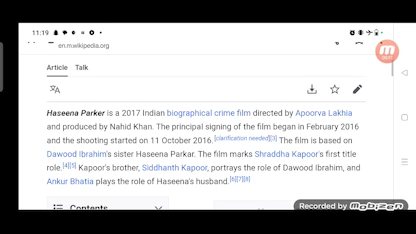 11:19
en.m.wikipedia.org
Article Talk
Haseena Parker is a 2017 Indian biographical crime film directed by Apoorva Lakhia
and produced by Nahid Khan. The principal signing of the film began in February 2016
and the shooting started on 11 October 2016.[clarification needed][3] The film is based on
Dawood Ibrahim's sister Haseena Parkar. The film marks Shraddha Kapoor's first title
role.[4][5] Kapoor's brother, Siddhanth Kapoor, portrays the role of Dawood Ibrahim, and
Ankur Bhatia plays the role of Haseena's husband.[6][7][8]
Contents
Recorded by MOBIZEN